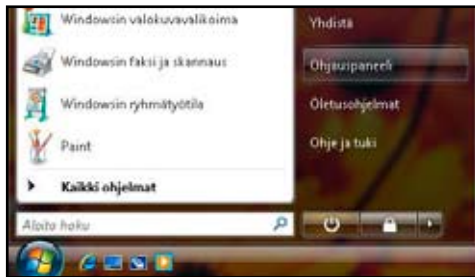 Windowsin valokuvavalikoima
Windowsin faksi ja skannaus
Windowsin ryhmätyötila
Paint
Kaikki ohjelmat
Aloita haku
Yhdistä
Ohjauspaneeli
Oletusohjelmat
Ohje ja tuki